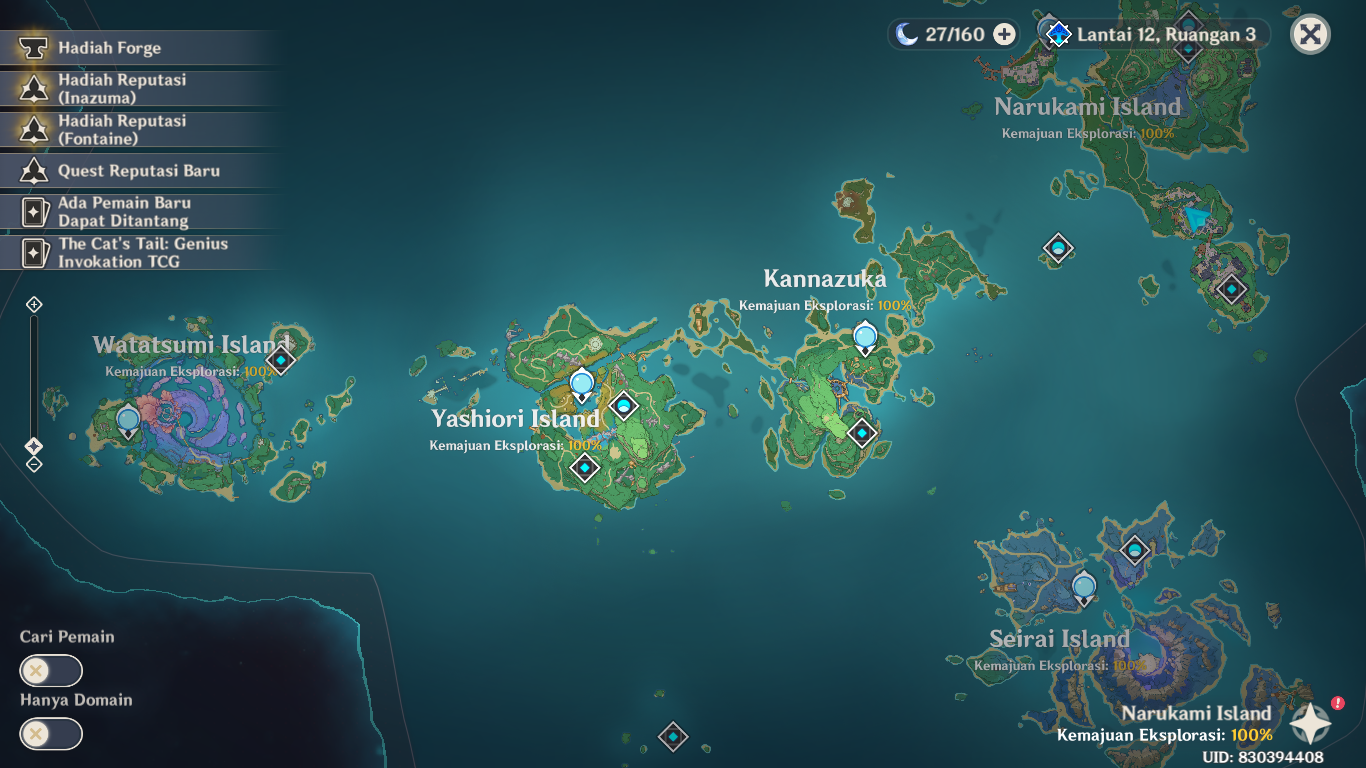 Hadiah Forge
Hadiah Reputasi
(Inazuma)
Hadiah Reputasi
(Fontaine)
Quest Reputasi Baru
Ada Pemain Baru
Dapat Ditantang
The Cat's Tail: Genius
Invokation TCG
27/160
Lantai 12, Ruangan 3
Narukami Island
Kemajuan Eksplorasi: 100%
Kannazuka
Kemajuan Eksplorasi: 100%
Watatsumi Island
Kemajuan Eksplorasi: 100%
Yashiori Island
Kemajuan Eksplorasi: 100%
Seirai Island
Kemajuan Eksplorasi: 100%
Cari Pemain
Hanya Domain
Narukami Island
Kemajuan Eksplorasi: 100%
UID: 830394408